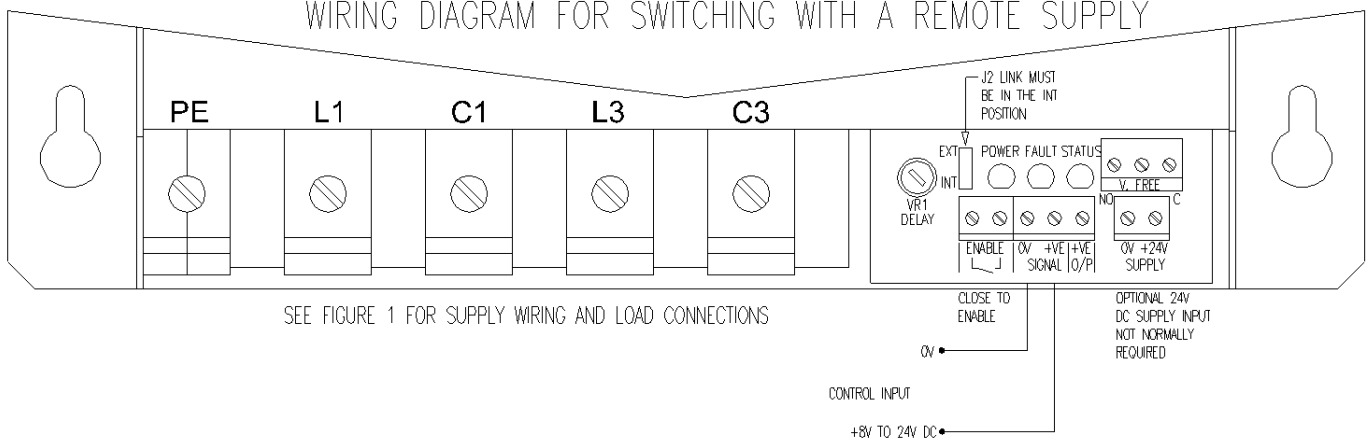 WIRING DIAGRAM FOR SWITCHING WITH A REMOTE SUPPLY
J2 LINK MUST
BE IN THE INT
POSITION
PE L1 C1 L3 C3
EXT POWER FAULT STATUS
INT
V. FREE
VR1
DELAY
NO C
ENABLE 0V +VE +VE 0V +24V
SIGNAL O/P SUPPLY
SEE FIGURE 1 FOR SUPPLY WIRING AND LOAD CONNECTIONS
CLOSE TO
ENABLE
OPTIONAL 24V
DC SUPPLY INPUT
NOT NORMALLY
REQUIRED
0V
CONTROL INPUT
+8V TO 24V DC